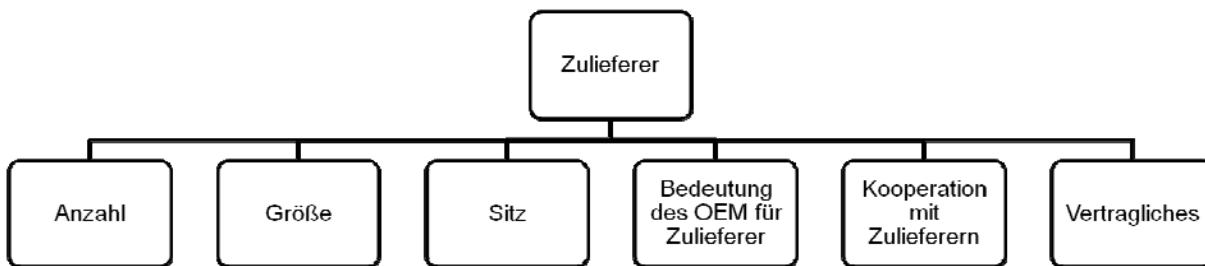 Zulieferer
Anzahl
Größe
Sitz
Bedeutung
des OEM für
Zulieferer
Kooperation
mit
Zulieferern
Vertragliches